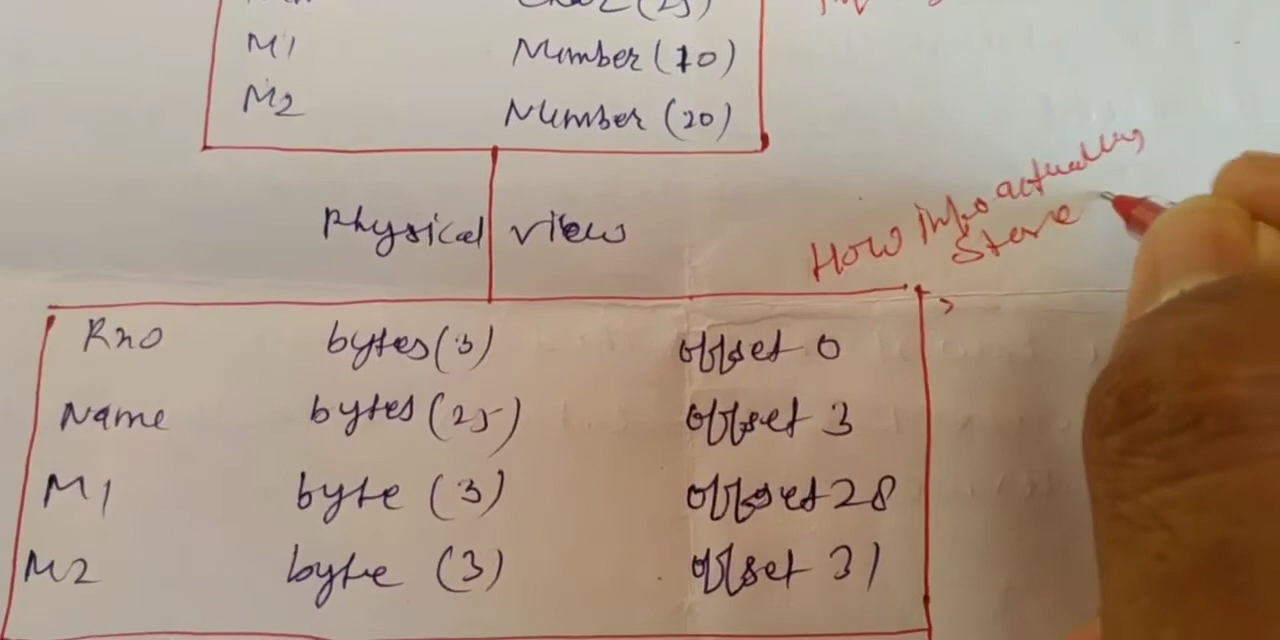 M1 Number (10)
M2 Number (20)
Physical view
How info actually
store
Rno bytes (3) offset 0
Name bytes (25) offset 3
M1 byte (3) offset 28
M2 byte (3) offset 31